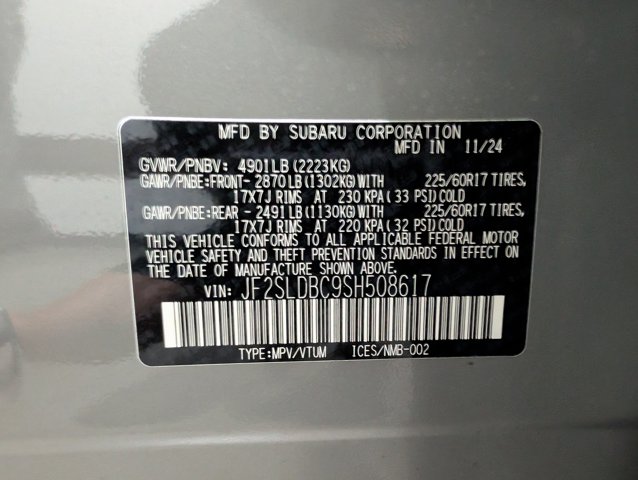 MFD BY SUBARU CORPORATION
MFD IN 11/24
GVWR/PNBV: 4901LB (2223KG)
GAWR/PNBE:FRONT- 2870LB (1302KG) WITH 225/60R17 TIRES,
17X7J RIMS AT 230 KPA (33 PSI) COLD
GAWR/PNBE:REAR - 2491LB (1130KG) WITH 225/60R17 TIRES,
17X7J RIMS AT 220 KPA (32 PSI) COLD
THIS VEHICLE CONFORMS TO ALL APPLICABLE FEDERAL MOTOR
VEHICLE SAFETY AND THEFT PREVENTION STANDARDS IN EFFECT ON
THE DATE OF MANUFACTURE SHOWN ABOVE.
VIN: JF2SLDBC9SH508617
TYPE:MPV/VTUM ICES/NMB-002